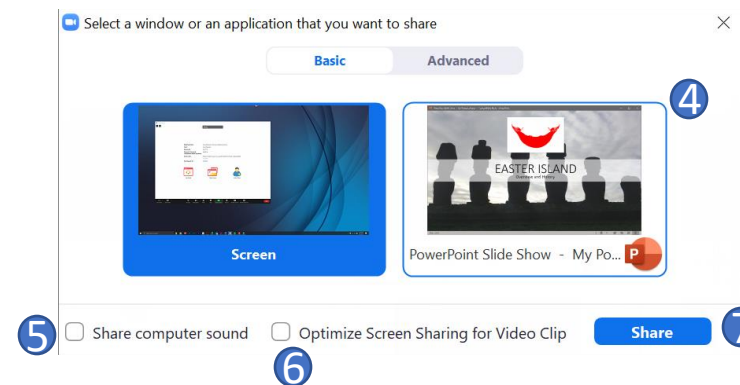 Select a window or an application that you want to share
Basic
Advanced
4
EASTER ISLAND
Screen
PowerPoint Slide Show - My Po...
P
5
Share computer sound
Optimize Screen Sharing for Video Clip
Share
7
6